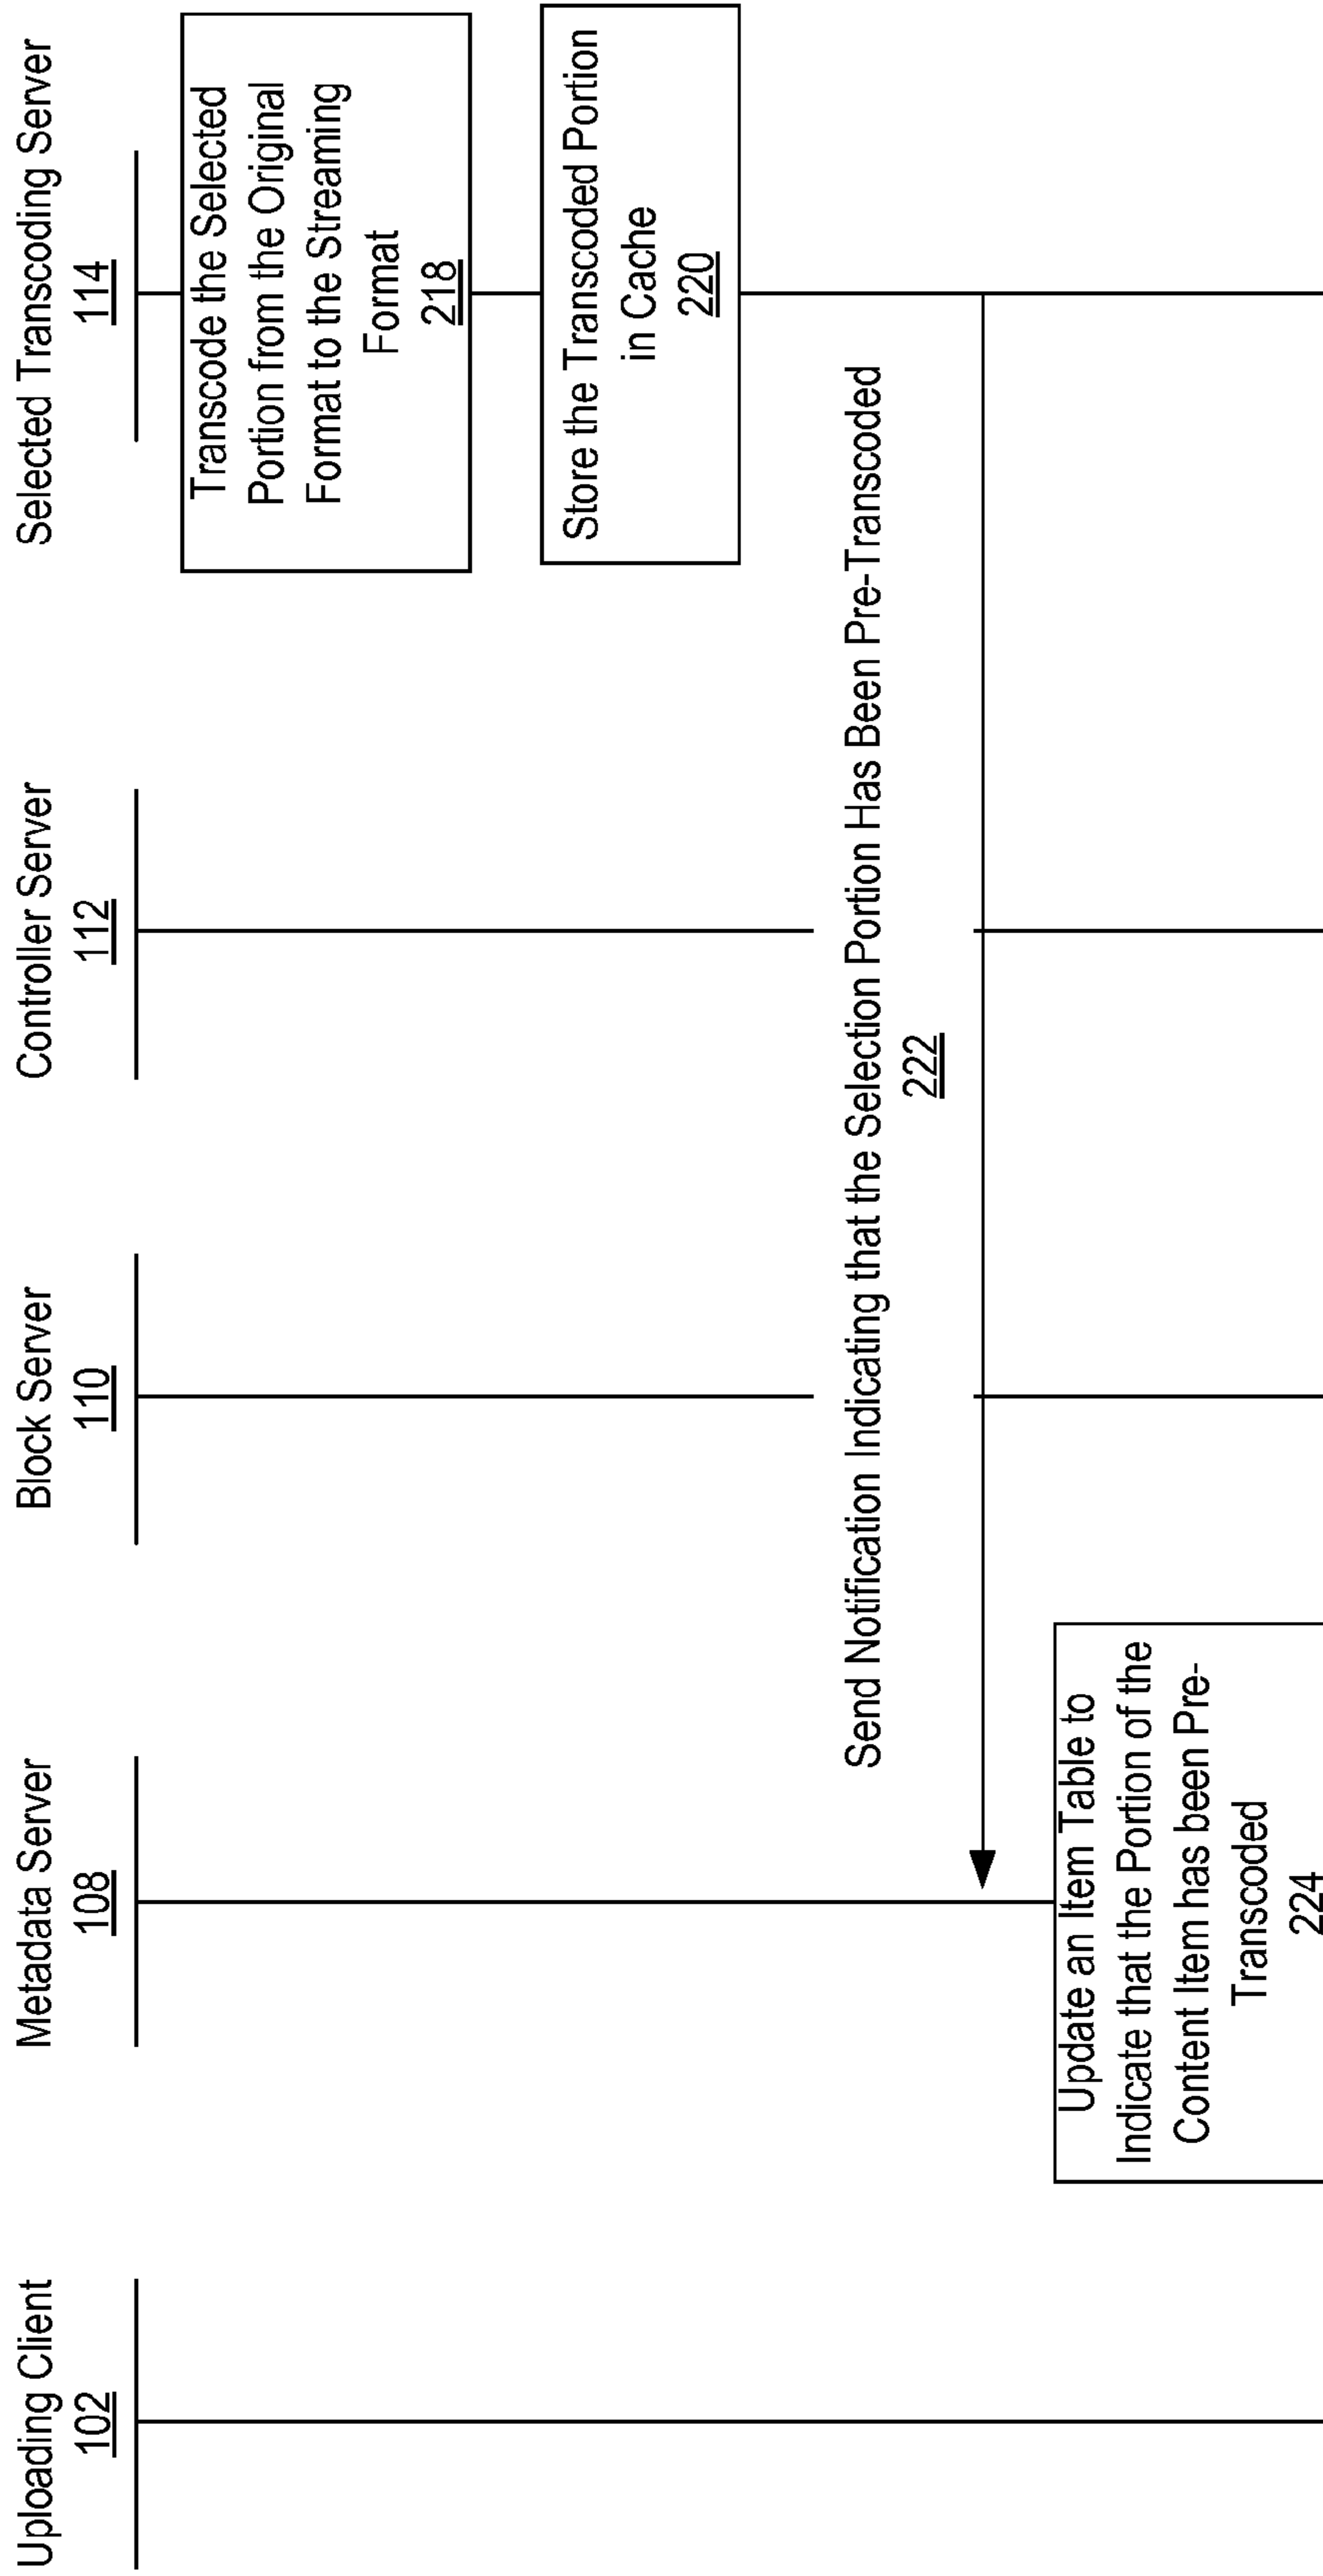 Uploading Client
102
Metadata Server
108
Block Server
110
Controller Server
112
Selected Transcoding Server
114
Transcode the Selected
Portion from the Original
Format to the Streaming
Format
218
Store the Transcoded Portion
in Cache
220
Send Notification Indicating that the Selection Portion Has Been Pre-Transcoded
222
Update an Item Table to
Indicate that the Portion of the
Content Item has been Pre-
Transcoded
224